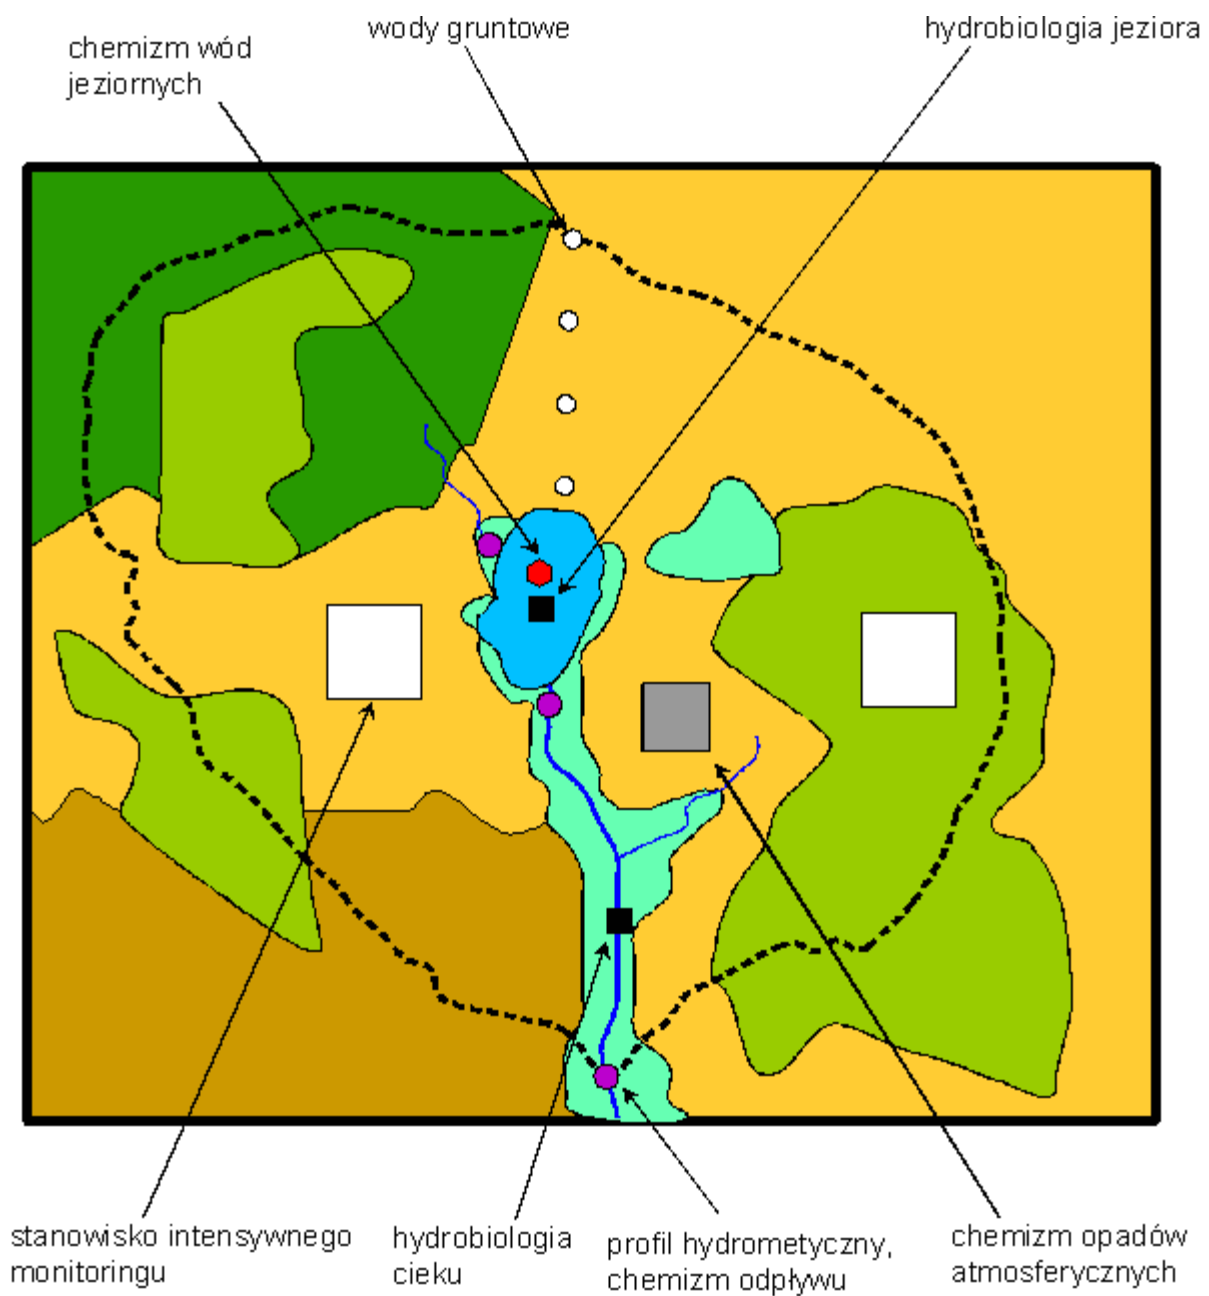 chemizm wód
jeziornych
wody gruntowe
hydrobiologia jeziora
stanowisko intensywnego
monitoringu
hydrobiologia
cieku
profil hydrometyczny,
chemizm odpływu
chemizm opadów
atmosferycznych